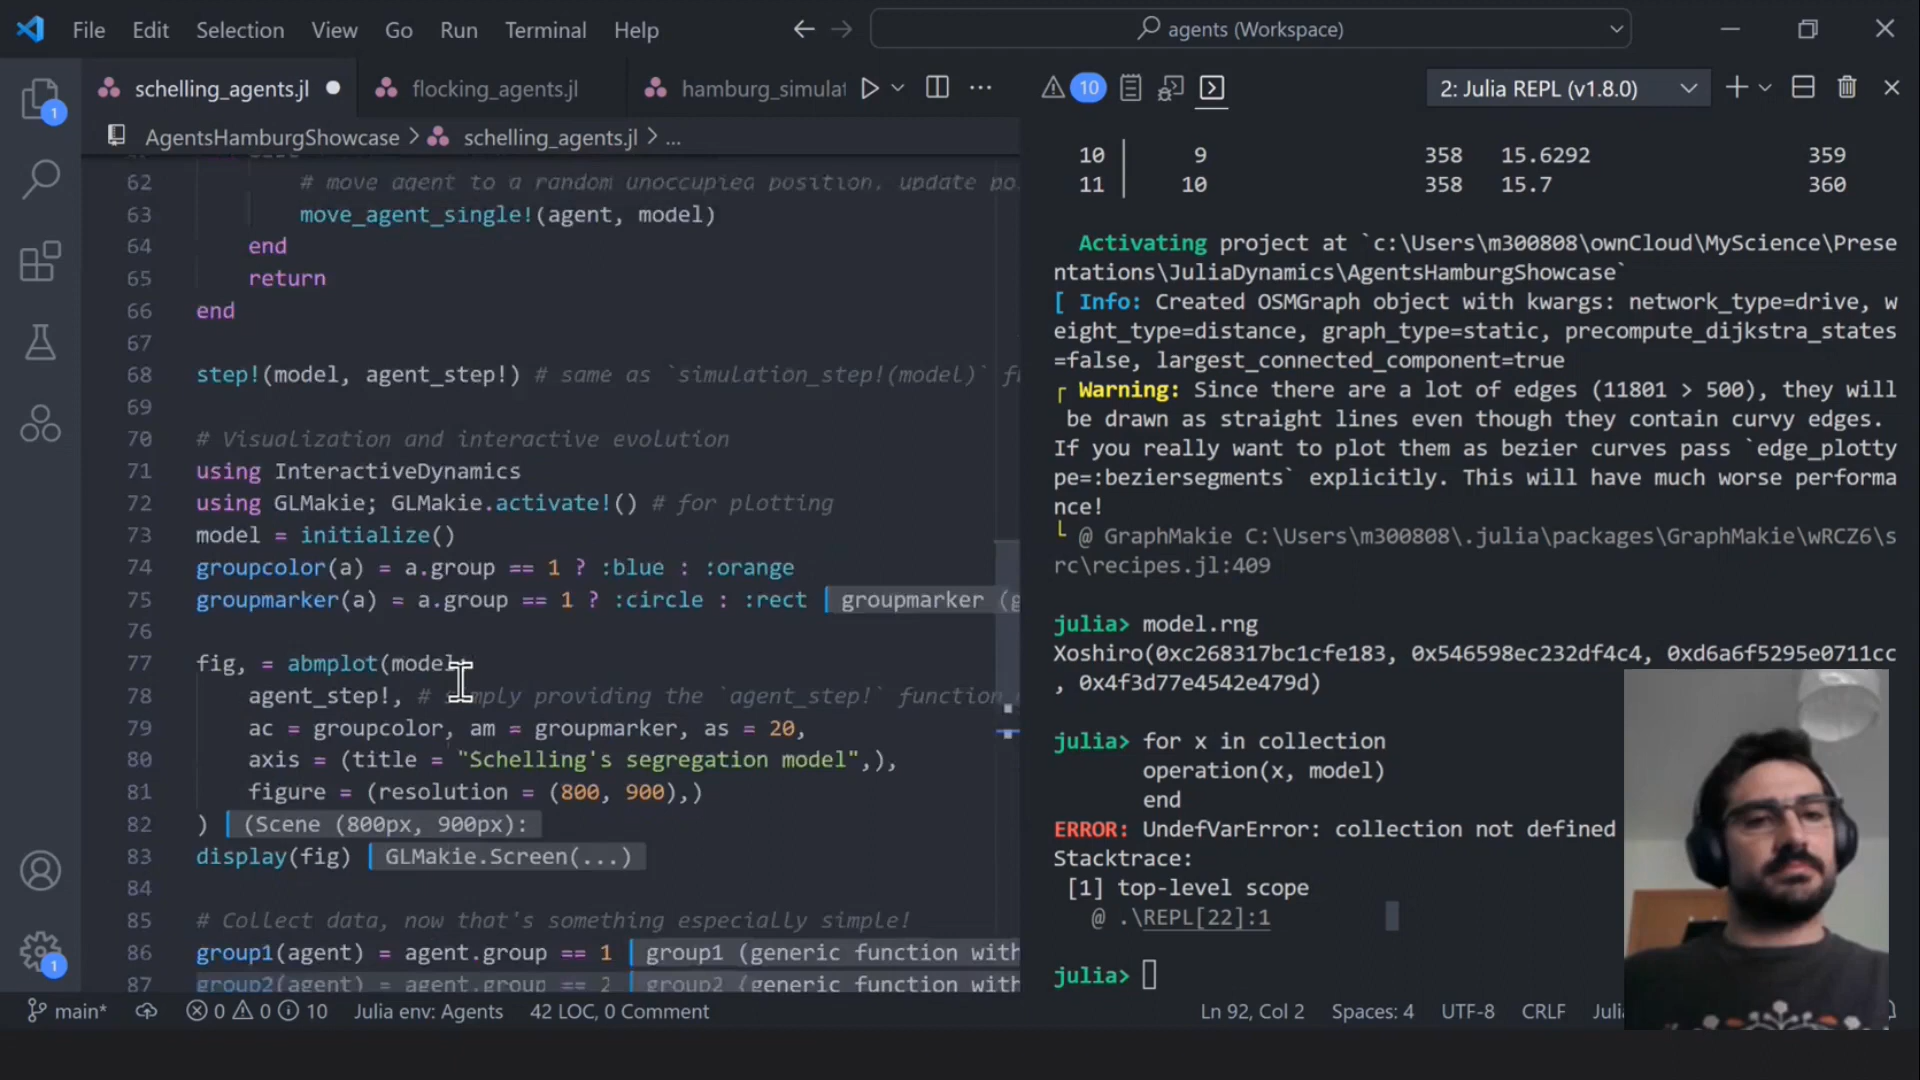 File Edit Selection View Go Run Terminal Help
agents (Workspace)
schelling_agents.jl
flocking_agents.jl
hamburg_simulat
10
2: Julia REPL (v1.8.0)
1
AgentsHamburgShowcase > schelling_agents.jl > ...
62 # move agent to a random unoccupied position, update po
63 move_agent_single!(agent, model)
64 end
65 return
66 end
67
68 step!(model, agent_step!) # same as `simulation_step!(model)` f
69
70 # Visualization and interactive evolution
71 using InteractiveDynamics
72 using GLMakie; GLMakie.activate!() # for plotting
73 model = initialize()
74 groupcolor(a) = a.group == 1 ? :blue : :orange
75 groupmarker(a) = a.group == 1 ? :circle : :rect groupmarker (g
76
77 fig, = abmplot(model
78 agent_step!, # simply providing the `agent_step!` function
79 ac = groupcolor, am = groupmarker, as = 20,
80 axis = (title = "Schelling's segregation model",),
81 figure = (resolution = (800, 900),)
82 ) (Scene (800px, 900px):
83 display(fig) GLMakie.Screen(...)
84
85 # Collect data, now that's something especially simple!
86 group1(agent) = agent.group == 1 group1 (generic function with
87 group2(agent) = agent.group == 2 group2 (generic function with
10 │ 9 358 15.6292 359
11 │ 10 358 15.7 360
Activating project at `c:\Users\m300808\ownCloud\MyScience\Prese
ntations\JuliaDynamics\AgentsHamburgShowcase`
[ Info: Created OSMGraph object with kwargs: network_type=drive, w
eight_type=distance, graph_type=static, precompute_dijkstra_states
=false, largest_connected_component=true
┌ Warning: Since there are a lot of edges (11801 > 500), they will
be drawn as straight lines even though they contain curvy edges.
If you really want to plot them as bezier curves pass `edge_plotty
pe=:beziersegments` explicitly. This will have much worse performa
nce!
└ @ GraphMakie C:\Users\m300808\.julia\packages\GraphMakie\wRCZ6\s
rc\recipes.jl:409
julia> model.rng
Xoshiro(0xc268317bc1cfe183, 0x546598ec232df4c4, 0xd6a6f5295e0711cc
, 0x4f3d77e4542e479d)
julia> for x in collection
operation(x, model)
end
ERROR: UndefVarError: collection not defined
Stacktrace:
[1] top-level scope
@ .\REPL[22]:1
julia>
1
main* 0 0 10 Julia env: Agents 42 LOC, 0 Comment Ln 92, Col 2 Spaces: 4 UTF-8 CRLF